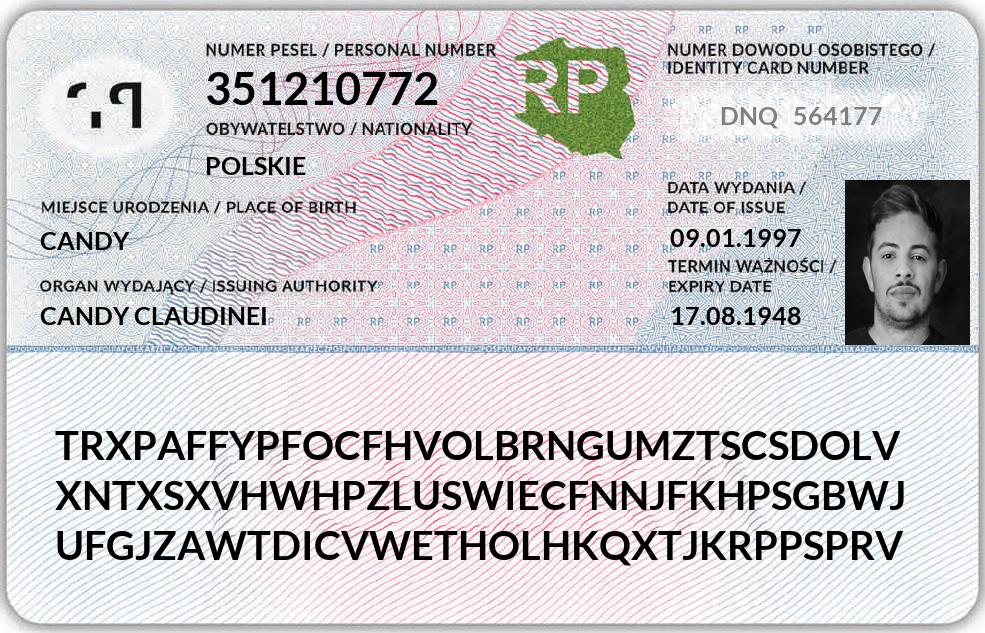 NUMER PESEL / PERSONAL NUMBER
351210772
OBYWATELSTWO / NATIONALITY
POLSKIE
MIEJSCE URODZENIA / PLACE OF BIRTH
CANDY
ORGAN WYDAJĄCY / ISSUING AUTHORITY
CANDY CLAUDINEI
RP
NUMER DOWODU OSOBISTEGO /
IDENTITY CARD NUMBER
DNQ 564177
DATA WYDANIA /
DATE OF ISSUE
09.01.1997
TERMIN WAŻNOŚCI /
EXPIRY DATE
17.08.1948
TRXPAFFYPFOCFHVOLBRNGUMZTSCSDOLV
XNTXSXVHWHPZLUSWIECFNNJFKHPSGBWJ
UFGJZAWTDICVWETHOLHKQXTJKRPPSPRV